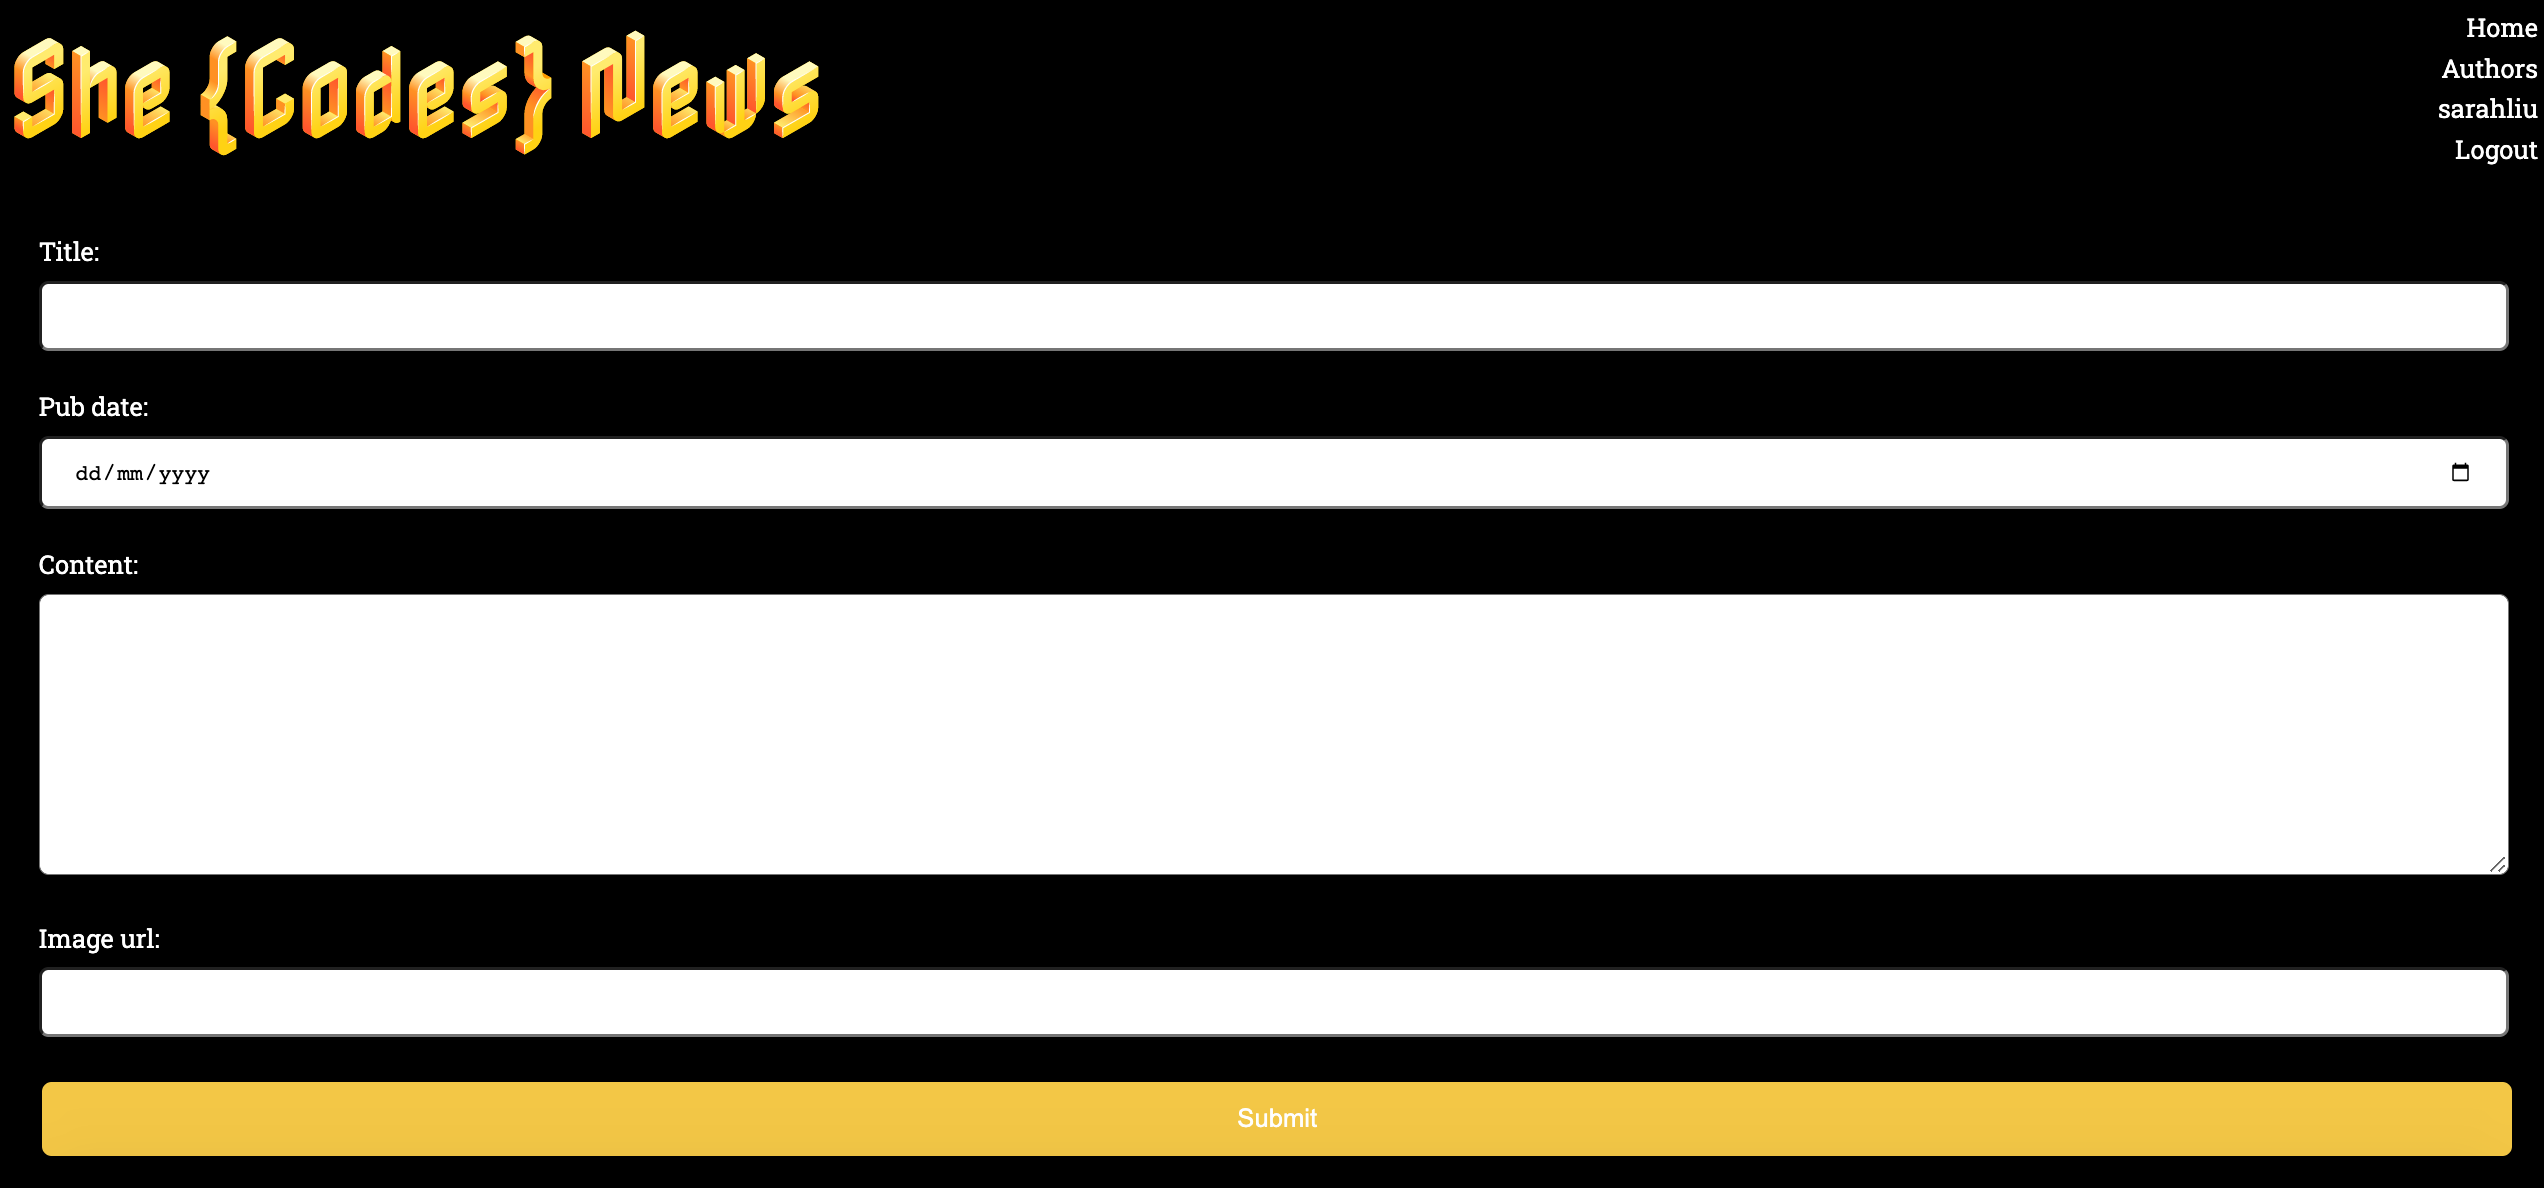 She {Codes} News
Home
Authors
sarahliu
Logout
Title:
Pub date:
dd/mm/yyyy
Content:
Image url:
Submit